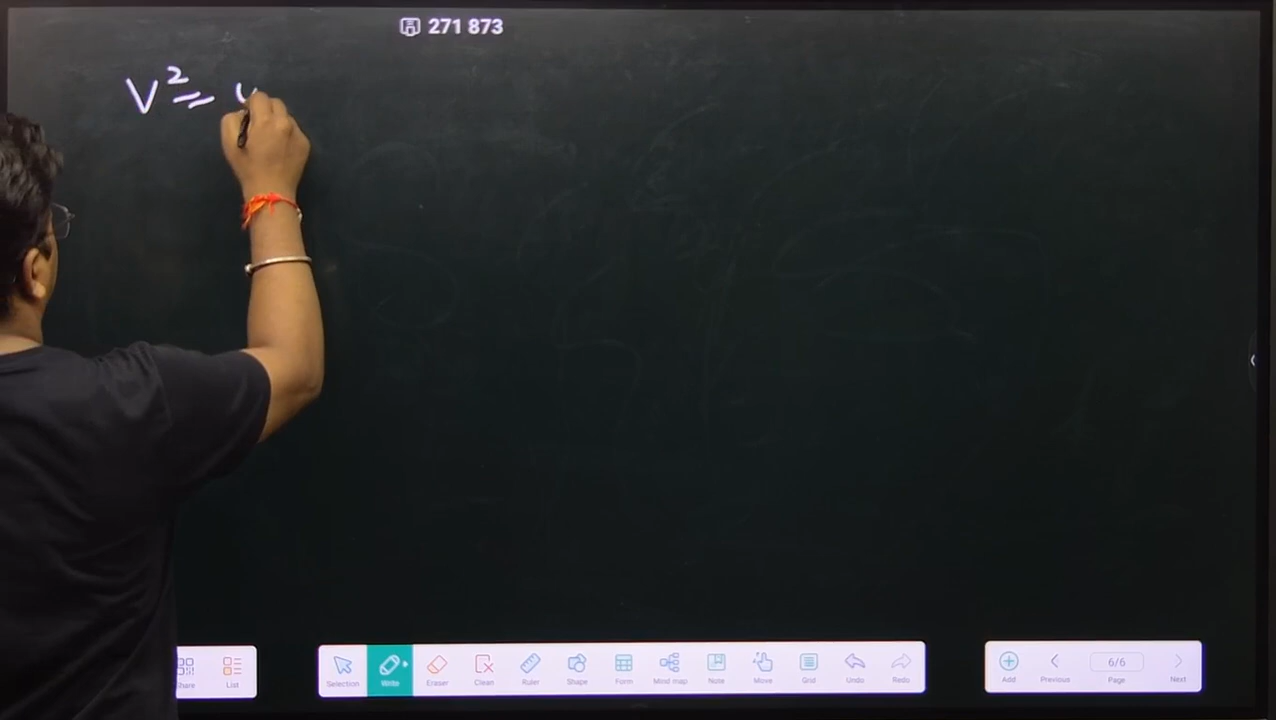 271 873
V² = u
Share
List
Selection
Write
Eraser
Clean
Ruler
Shape
Form
Mind map
Note
Move
Grid
Undo
Redo
Add
Previous
6/6
Page
Next